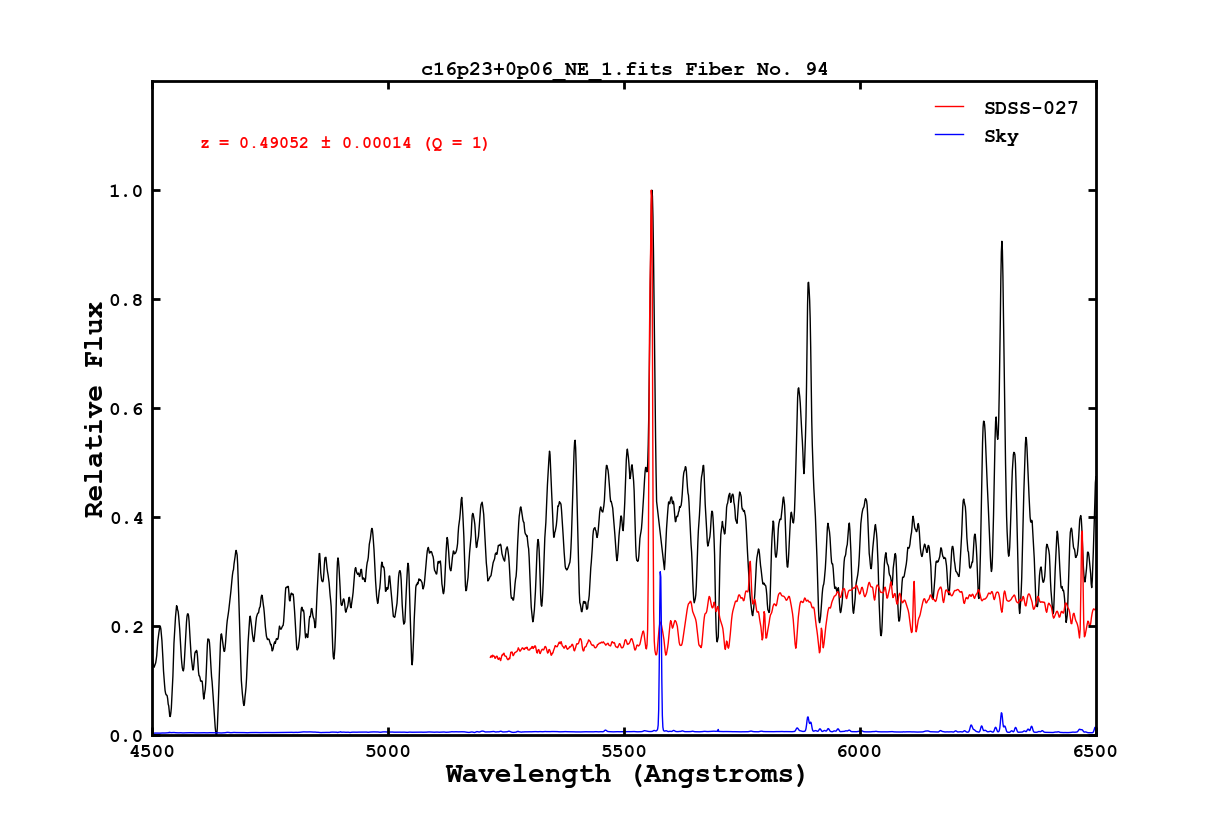 c16p23+0p06_NE_1.fits Fiber No. 94
SDSS-027
Sky
z = 0.49052 ± 0.00014 (Q = 1)
1.0
0.8
0.6
0.4
0.2
0.0
Relative Flux
4500 5000 5500 6000 6500
Wavelength (Angstroms)